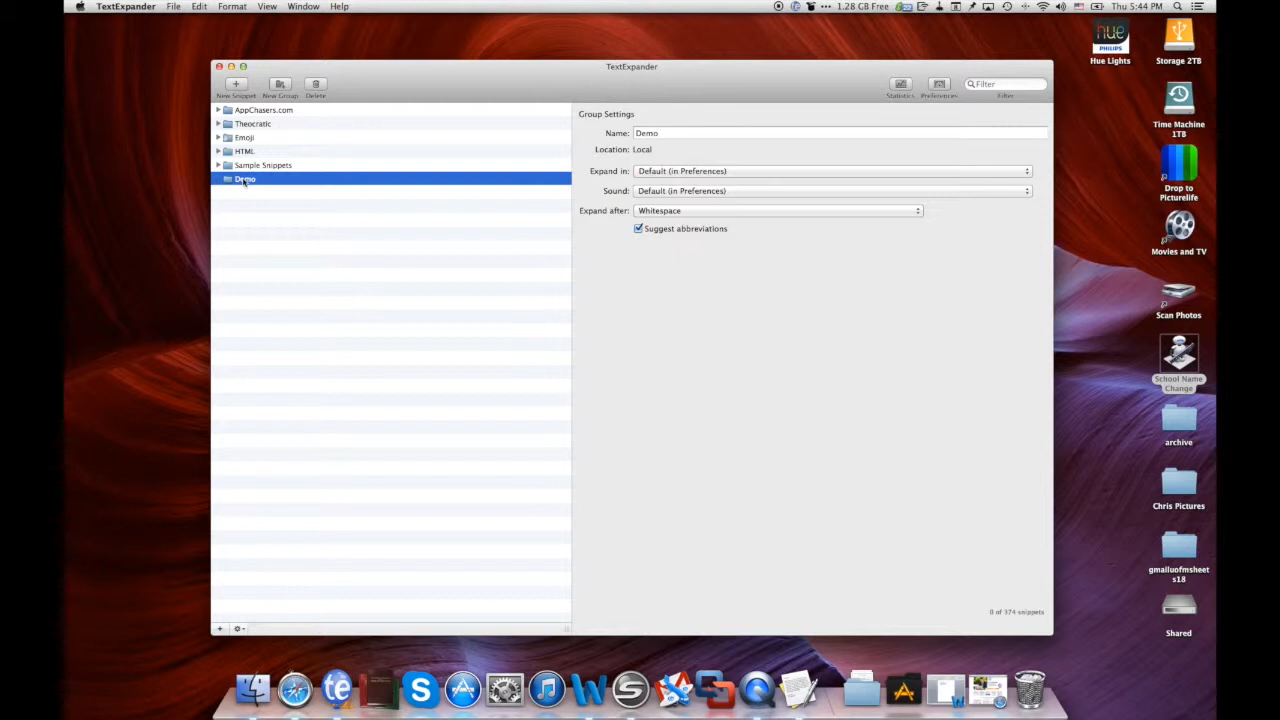 TextExpander File Edit Format View Window Help
1.28 GB Free Thu 5:44 PM
TextExpander
New Snippet New Group Delete
Statistics Preferences Filter
Filter
AppChasers.com
Theocratic
Emoji
HTML
Sample Snippets
Demo
Group Settings
Name: Demo
Location: Local
Expand in: Default (in Preferences)
Sound: Default (in Preferences)
Expand after: Whitespace
Suggest abbreviations
0 of 374 snippets
hue
PHILIPS
Hue Lights
Storage 2TB
Time Machine
1TB
Drop to
Picturelife
Movies and TV
Scan Photos
School Name
Change
archive
Chris Pictures
gmailuofmsheet
s18
Shared
te